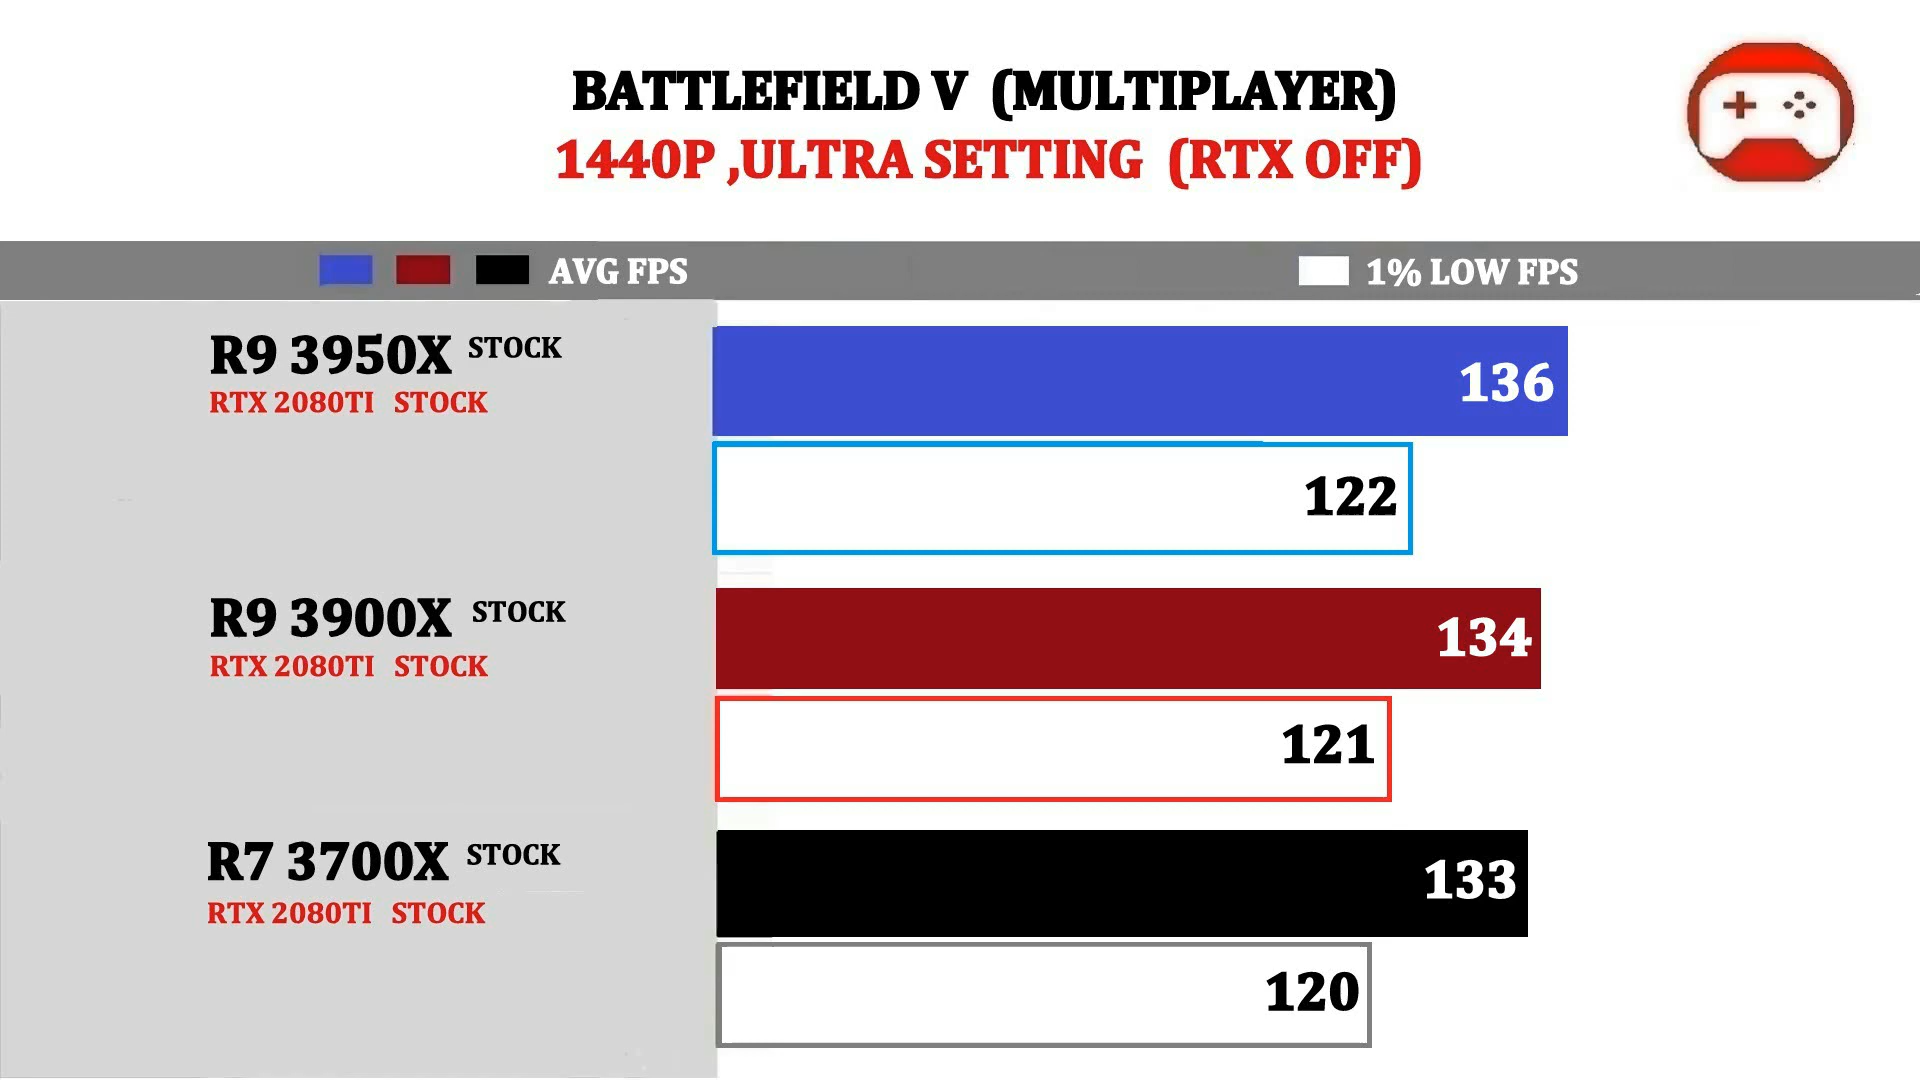 BATTLEFIELD V (MULTIPLAYER)
1440P ,ULTRA SETTING (RTX OFF)
AVG FPS
1% LOW FPS
R9 3950X STOCK
RTX 2080TI STOCK
136
122
R9 3900X STOCK
RTX 2080TI STOCK
134
121
R7 3700X STOCK
RTX 2080TI STOCK
133
120